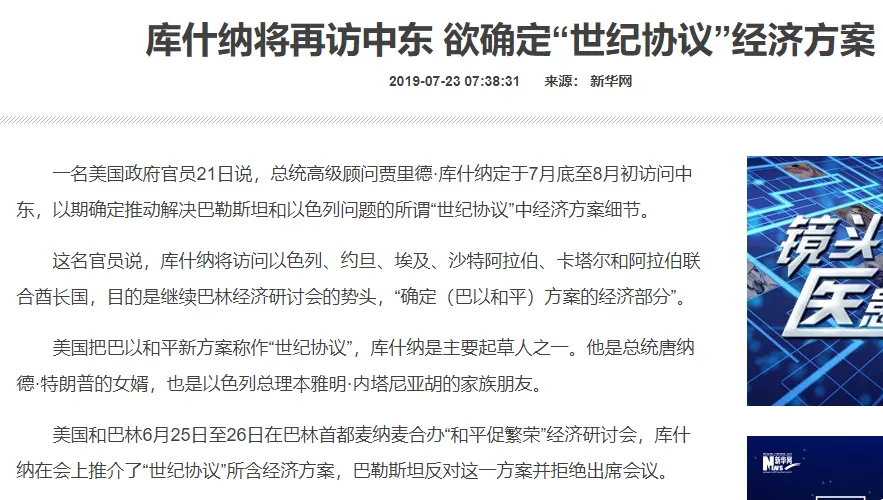 库什纳将再访中东 欲确定“世纪协议”经济方案
2019-07-23 07:38:31 来源： 新华网
一名美国政府官员21日说，总统高级顾问贾里德·库什纳定于7月底至8月初访问中
东，以期确定推动解决巴勒斯坦和以色列问题的所谓“世纪协议”中经济方案细节。
这名官员说，库什纳将访问以色列、约旦、埃及、沙特阿拉伯、卡塔尔和阿拉伯联
合酋长国，目的是继续巴林经济研讨会的势头，“确定（巴以和平）方案的经济部分”。
美国把巴以和平新方案称作“世纪协议”，库什纳是主要起草人之一。他是总统唐纳
德·特朗普的女婿，也是以色列总理本雅明·内塔尼亚胡的家族朋友。
美国和巴林6月25日至26日在巴林首都麦纳麦合办“和平促繁荣”经济研讨会，库什
纳在会上推介了“世纪协议”所含经济方案，巴勒斯坦反对这一方案并拒绝出席会议。
镜头
医
新华网
NEWS